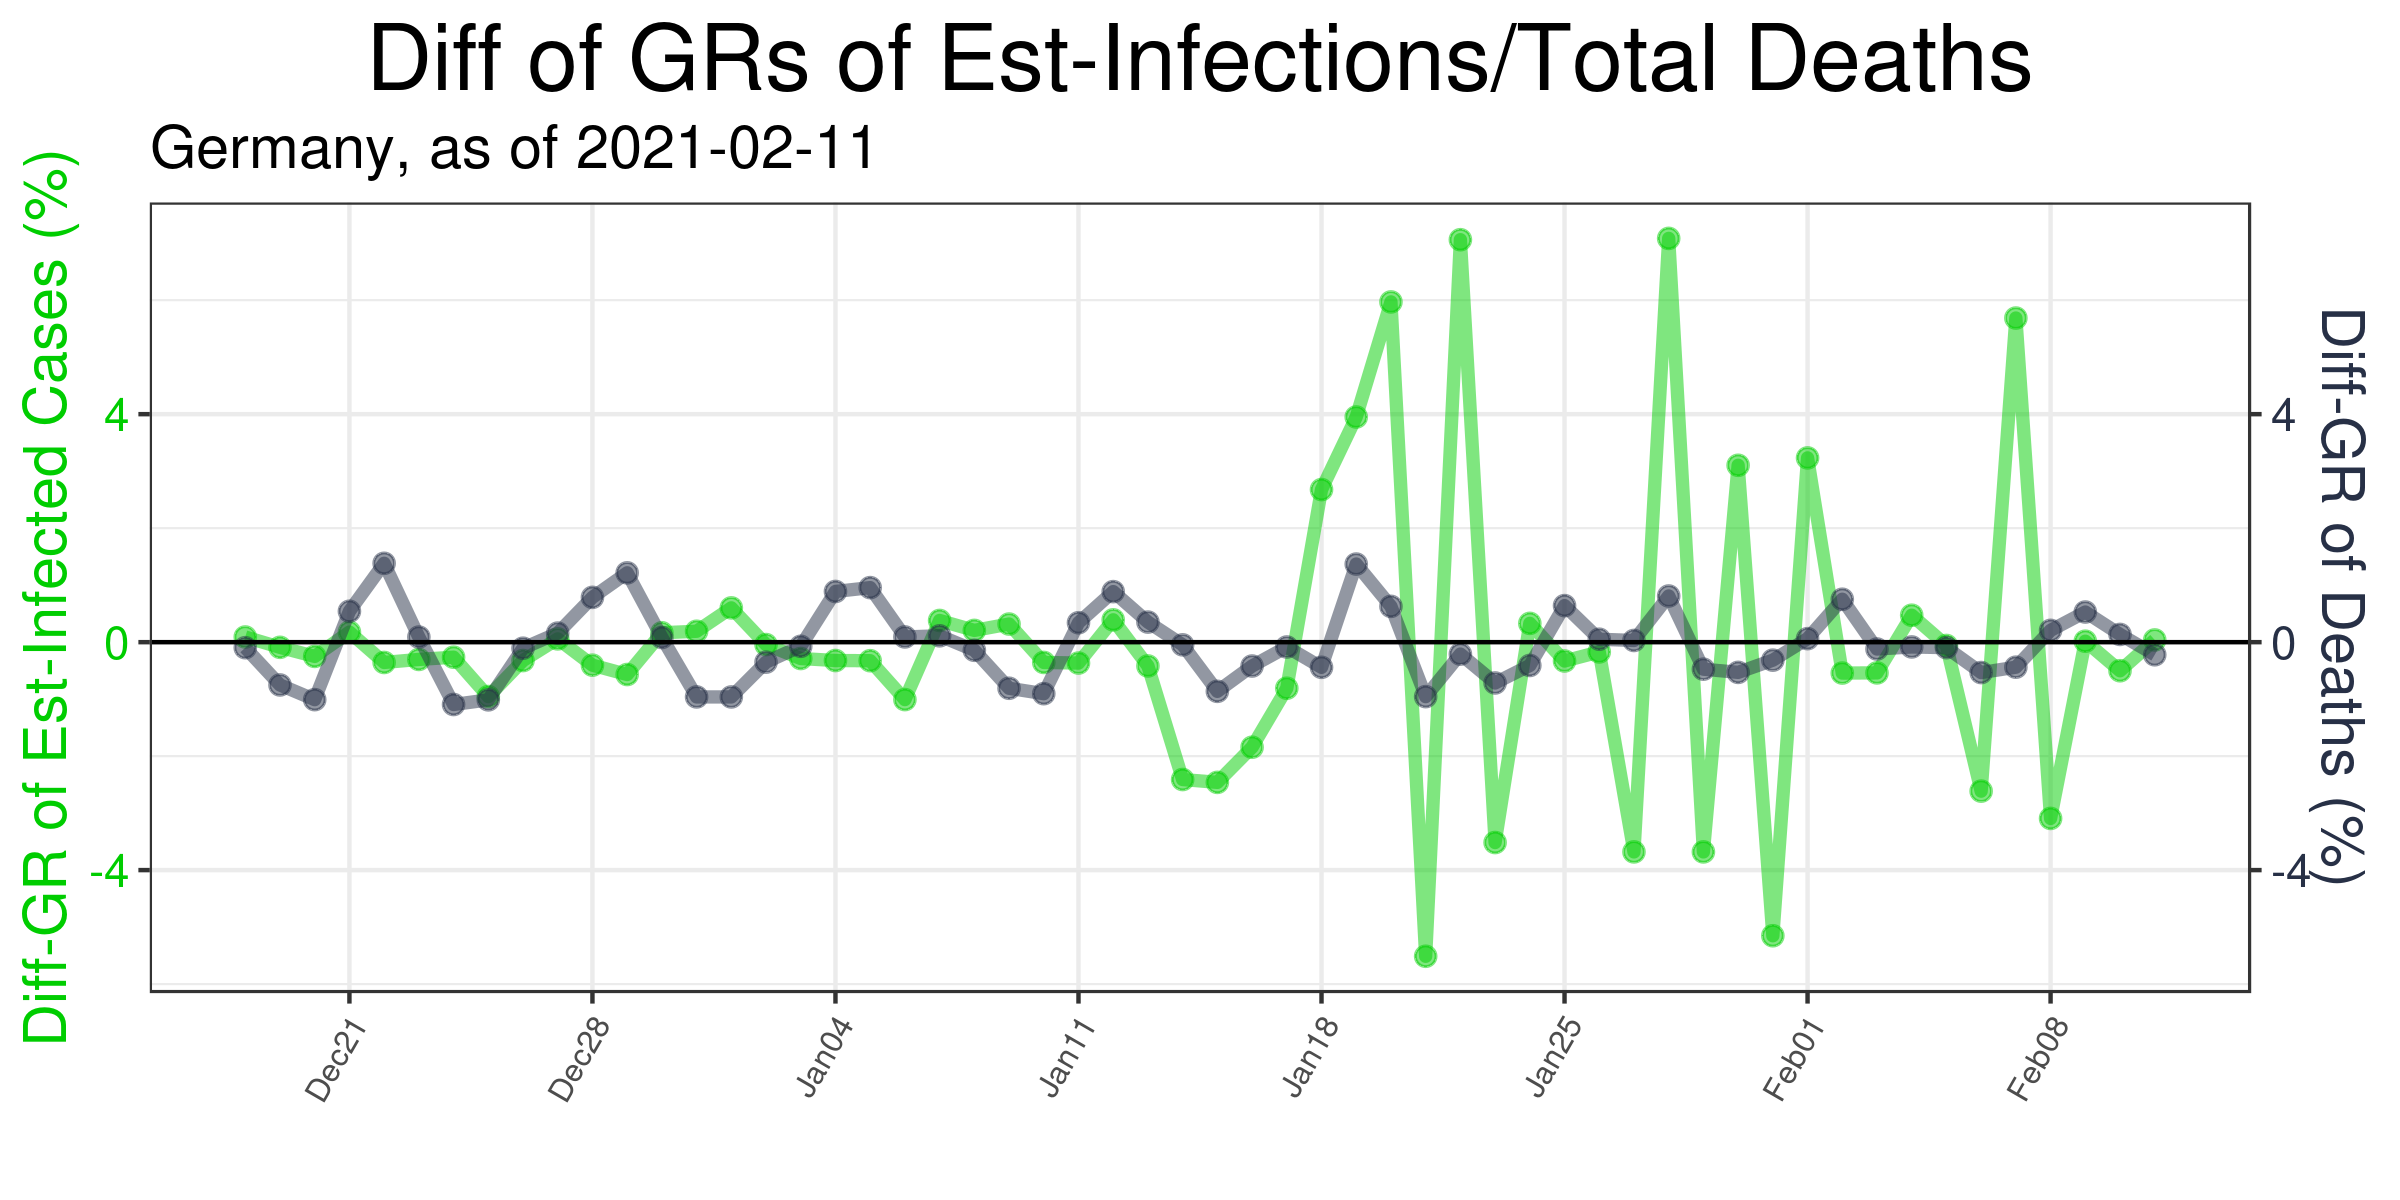 Diff of GRs of Est-Infections/Total Deaths
Germany, as of 2021-02-11
Diff-GR of Est-Infected Cases (%)
4
0
-4
4
0
-4
Diff-GR of Deaths (%)
Dec21
Dec28
Jan04
Jan11
Jan18
Jan25
Feb01
Feb08